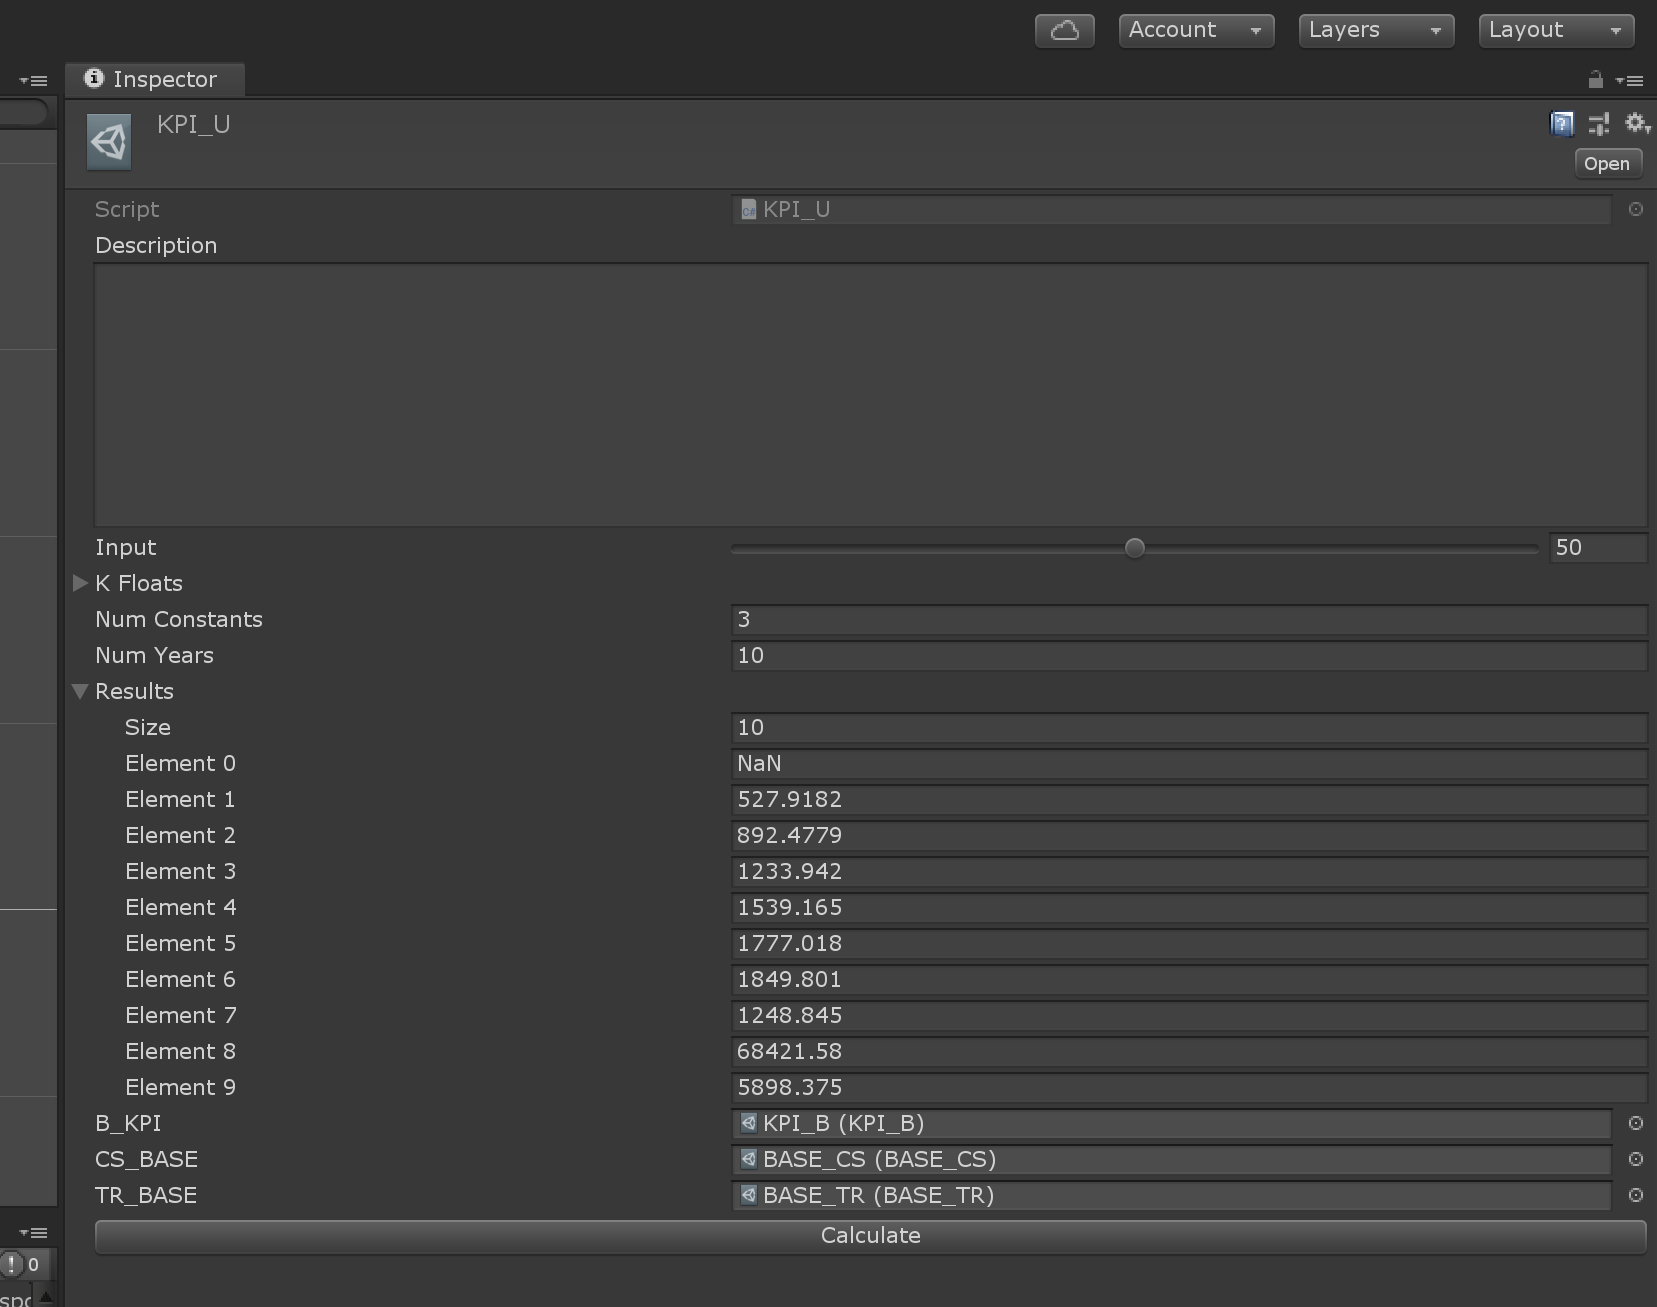 Account Layers Layout
Inspector
KPI_U
Open
Script C# KPI_U
Description
Input 50
K Floats
Num Constants 3
Num Years 10
Results
Size 10
Element 0 NaN
Element 1 527.9182
Element 2 892.4779
Element 3 1233.942
Element 4 1539.165
Element 5 1777.018
Element 6 1849.801
Element 7 1248.845
Element 8 68421.58
Element 9 5898.375
B_KPI KPI_B (KPI_B)
CS_BASE BASE_CS (BASE_CS)
TR_BASE BASE_TR (BASE_TR)
Calculate
0